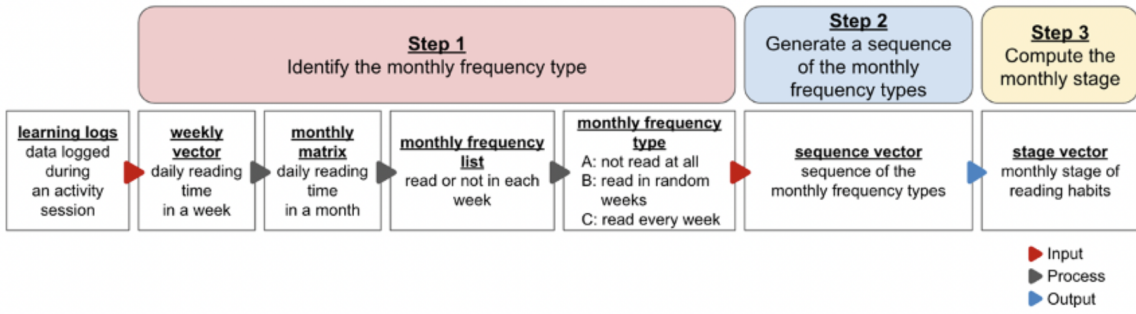 Step 1
Identify the monthly frequency type
Step 2
Generate a sequence
of the monthly
frequency types
Step 3
Compute the
monthly stage
learning logs
data logged
during
an activity
session
weekly
vector
daily reading
time
in a week
monthly
matrix
daily reading
time
in a month
monthly frequency
list
read or not in each
week
monthly frequency
type
A: not read at all
B: read in random
weeks
C: read every week
sequence vector
sequence of the
monthly frequency types
stage vector
monthly stage of
reading habits
Input
Process
Output